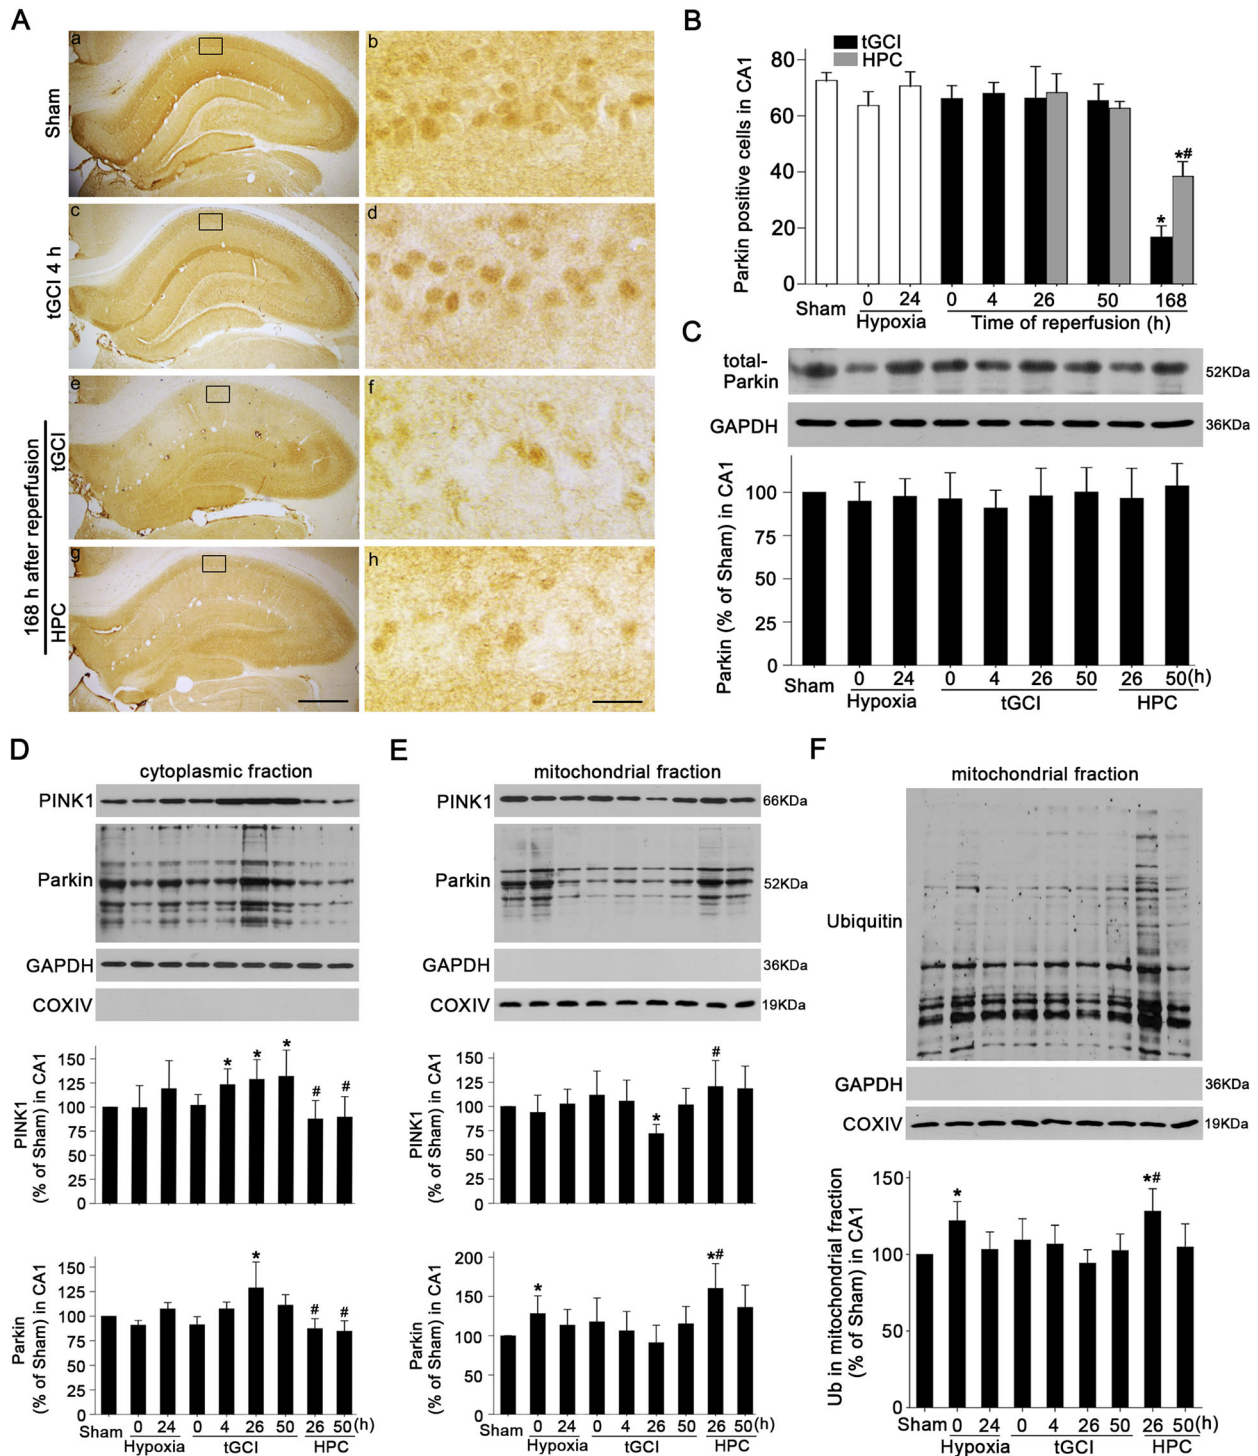 A
a
b
Sham
c
d
tGCI 4 h
e
f
tGCI
168 h after reperfusion
g
h
HPC
B
tGCI
HPC
Parkin positive cells in CA1
80
60
40
20
0
*
*#
0 24 0 4 26 50 168
Sham Hypoxia Time of reperfusion (h)
C
total-
Parkin
52KDa
GAPDH
36KDa
Parkin (% of Sham) in CA1
100
75
50
25
0
Sham 0 24 0 4 26 50 26 50(h)
Hypoxia tGCI HPC
D
cytoplasmic fraction
PINK1
Parkin
GAPDH
COXIV
PINK1
(% of Sham) in CA1
150
125
100
75
50
25
0
* * * # #
Parkin
(% of Sham) in CA1
150
125
100
75
50
25
0
* # #
Sham 0 24 0 4 26 50 26 50(h)
Hypoxia tGCI HPC
E
mitochondrial fraction
PINK1
66KDa
Parkin
52KDa
GAPDH
36KDa
COXIV
19KDa
PINK1
(% of Sham) in CA1
150
125
100
75
50
25
0
* #
Parkin
(% of Sham) in CA1
200
150
100
50
0
* *#
Sham 0 24 0 4 26 50 26 50(h)
Hypoxia tGCI HPC
F
mitochondrial fraction
Ubiquitin
GAPDH
36KDa
COXIV
19KDa
Ub in mitochondrial fraction
(% of Sham) in CA1
150
100
50
0
* *#
Sham 0 24 0 4 26 50 26 50(h)
Hypoxia tGCI HPC